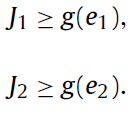 J₁ ≥ g(e₁),
J₂ ≥ g(e₂).